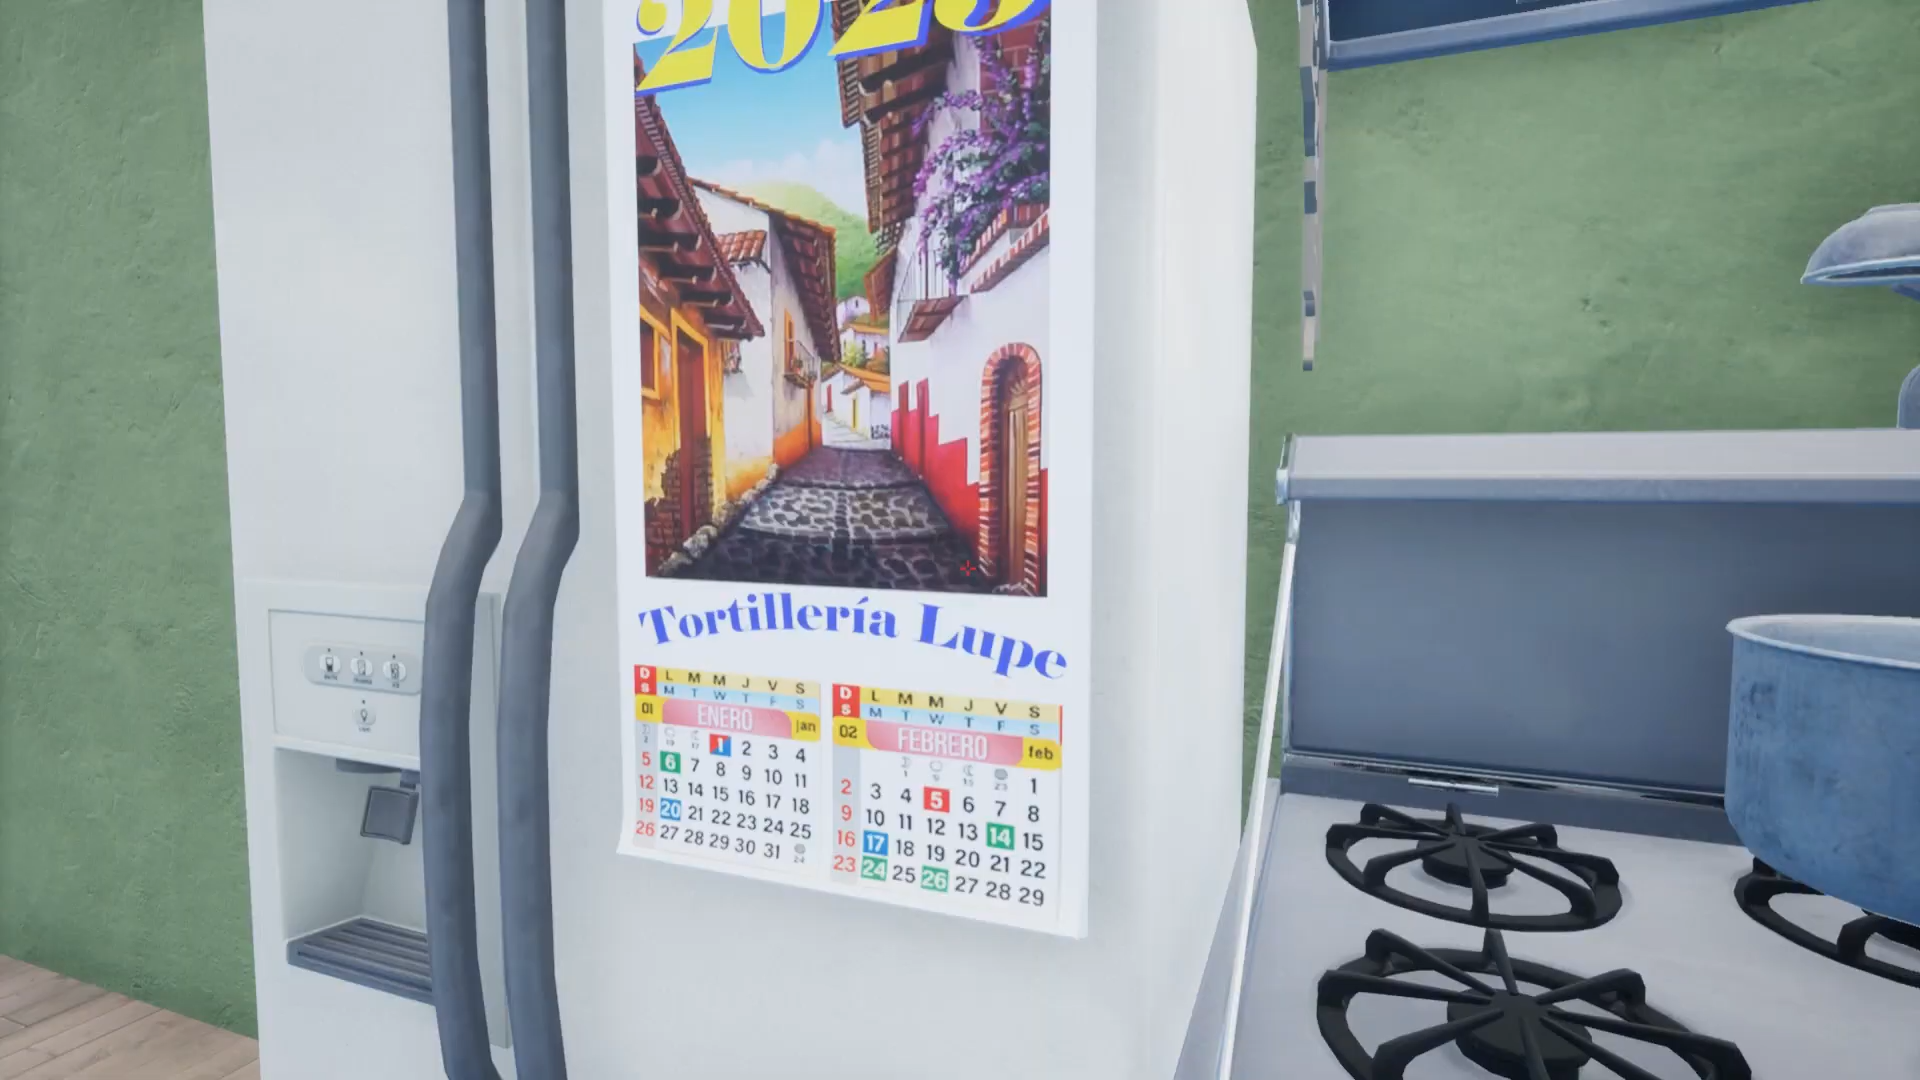 2025
Tortillería Lupe
D L M M J V S
S M T W T F S
01 ENERO jan
1 2 3 4
5 6 7 8 9 10 11
12 13 14 15 16 17 18
19 20 21 22 23 24 25
26 27 28 29 30 31
D L M M J V S
S M T W T F S
02 FEBRERO feb
1
2 3 4 5 6 7 8
9 10 11 12 13 14 15
16 17 18 19 20 21 22
23 24 25 26 27 28 29